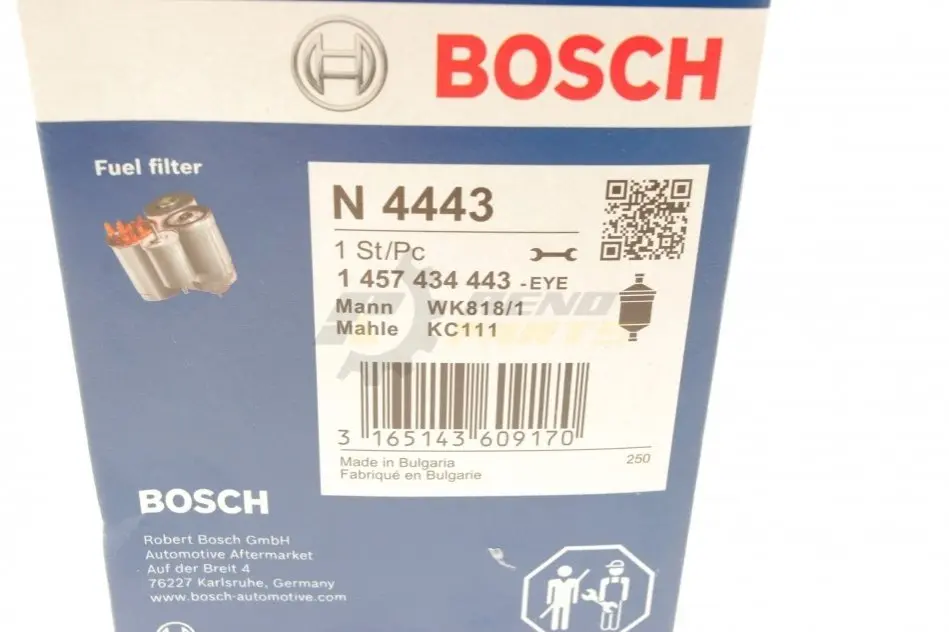 BOSCH
Fuel filter
N 4443
1 St/Pc
1 457 434 443 -EYE
Mann WK818/1
Mahle KC111
3 165143 609170
Made in Bulgaria 250
Fabriqué en Bulgarie
BOSCH
Robert Bosch GmbH
Automotive Aftermarket
Auf der Breit 4
76227 Karlsruhe, Germany
www.bosch-automotive.com